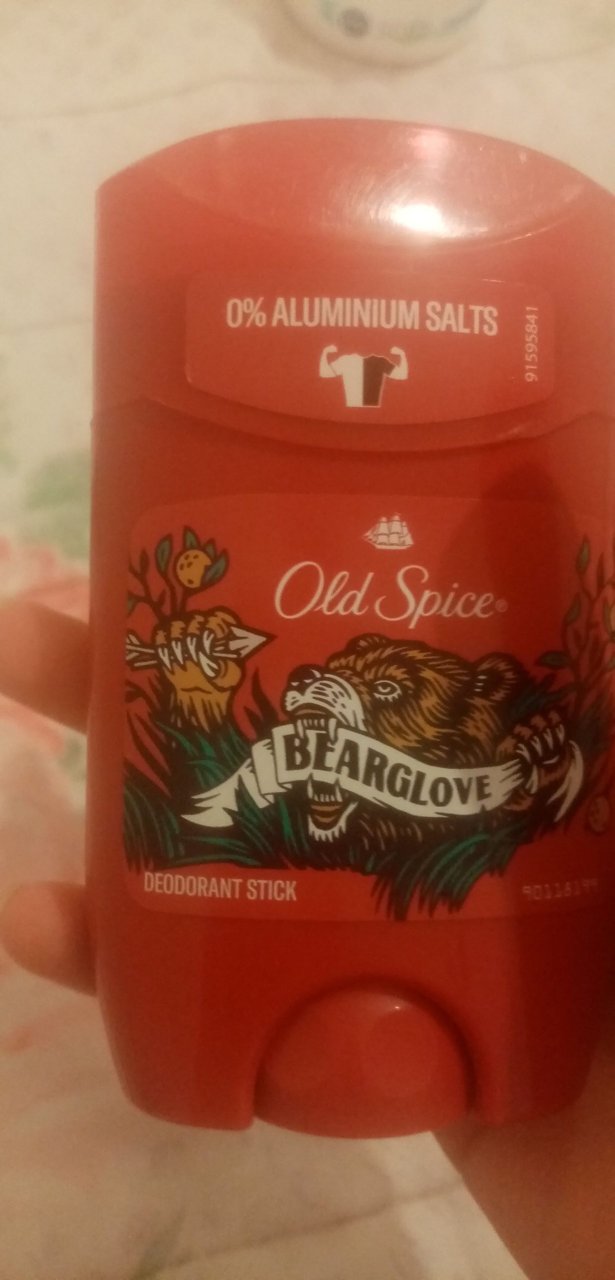 0% ALUMINIUM SALTS
91595841
Old Spice®
BEARGLOVE
DEODORANT STICK